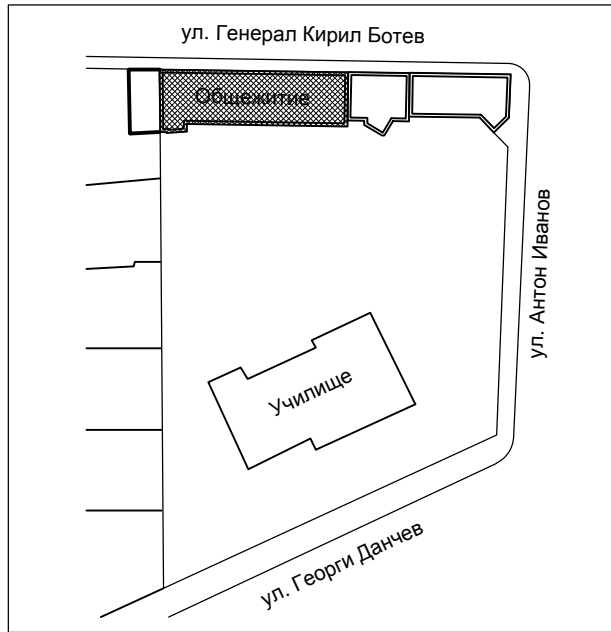 ул. Генерал Кирил Ботев
Общежитие
ул. Антон Иванов
Училище
ул. Георги Данчев